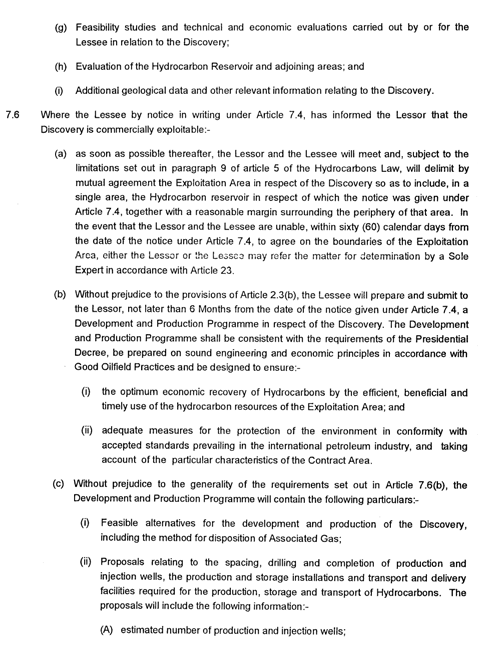 (g) Feasibility studies and technical and economic evaluations carried out by or for the
Lessee in relation to the Discovery;
(h) Evaluation of the Hydrocarbon Reservoir and adjoining areas; and
(i) Additional geological data and other relevant information relating to the Discovery.
7.6 Where the Lessee by notice in writing under Article 7.4, has informed the Lessor that the
Discovery is commercially exploitable:-
(a) as soon as possible thereafter, the Lessor and the Lessee will meet and, subject to the
limitations set out in paragraph 9 of article 5 of the Hydrocarbons Law, will delimit by
mutual agreement the Exploitation Area in respect of the Discovery so as to include, in a
single area, the Hydrocarbon reservoir in respect of which the notice was given under
Article 7.4, together with a reasonable margin surrounding the periphery of that area. In
the event that the Lessor and the Lessee are unable, within sixty (60) calendar days from
the date of the notice under Article 7.4, to agree on the boundaries of the Exploitation
Area, either the Lessor or the Lessee may refer the matter for determination by a Sole
Expert in accordance with Article 23.
(b) Without prejudice to the provisions of Article 2.3(b), the Lessee will prepare and submit to
the Lessor, not later than 6 Months from the date of the notice given under Article 7.4, a
Development and Production Programme in respect of the Discovery. The Development
and Production Programme shall be consistent with the requirements of the Presidential
Decree, be prepared on sound engineering and economic principles in accordance with
Good Oilfield Practices and be designed to ensure:-
(i) the optimum economic recovery of Hydrocarbons by the efficient, beneficial and
timely use of the hydrocarbon resources of the Exploitation Area; and
(ii) adequate measures for the protection of the environment in conformity with
accepted standards prevailing in the international petroleum industry, and taking
account of the particular characteristics of the Contract Area.
(c) Without prejudice to the generality of the requirements set out in Article 7.6(b), the
Development and Production Programme will contain the following particulars:-
(i) Feasible alternatives for the development and production of the Discovery,
including the method for disposition of Associated Gas;
(ii) Proposals relating to the spacing, drilling and completion of production and
injection wells, the production and storage installations and transport and delivery
facilities required for the production, storage and transport of Hydrocarbons. The
proposals will include the following information:-
(A) estimated number of production and injection wells;